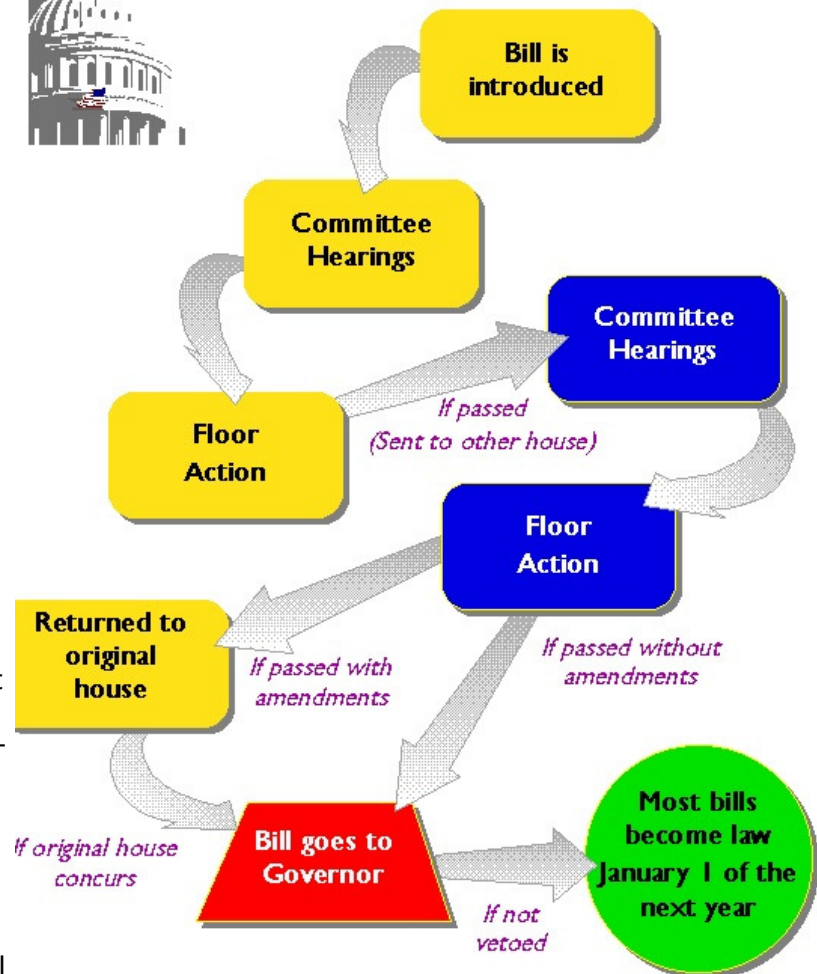 Bill is
introduced
Committee
Hearings
Committee
Hearings
If passed
(Sent to other house)
Floor
Action
Floor
Action
Returned to
original
house
If passed with
amendments
If passed without
amendments
If original house
concurs
Bill goes to
Governor
If not
vetoed
Most bills
become law
January 1 of the
next year